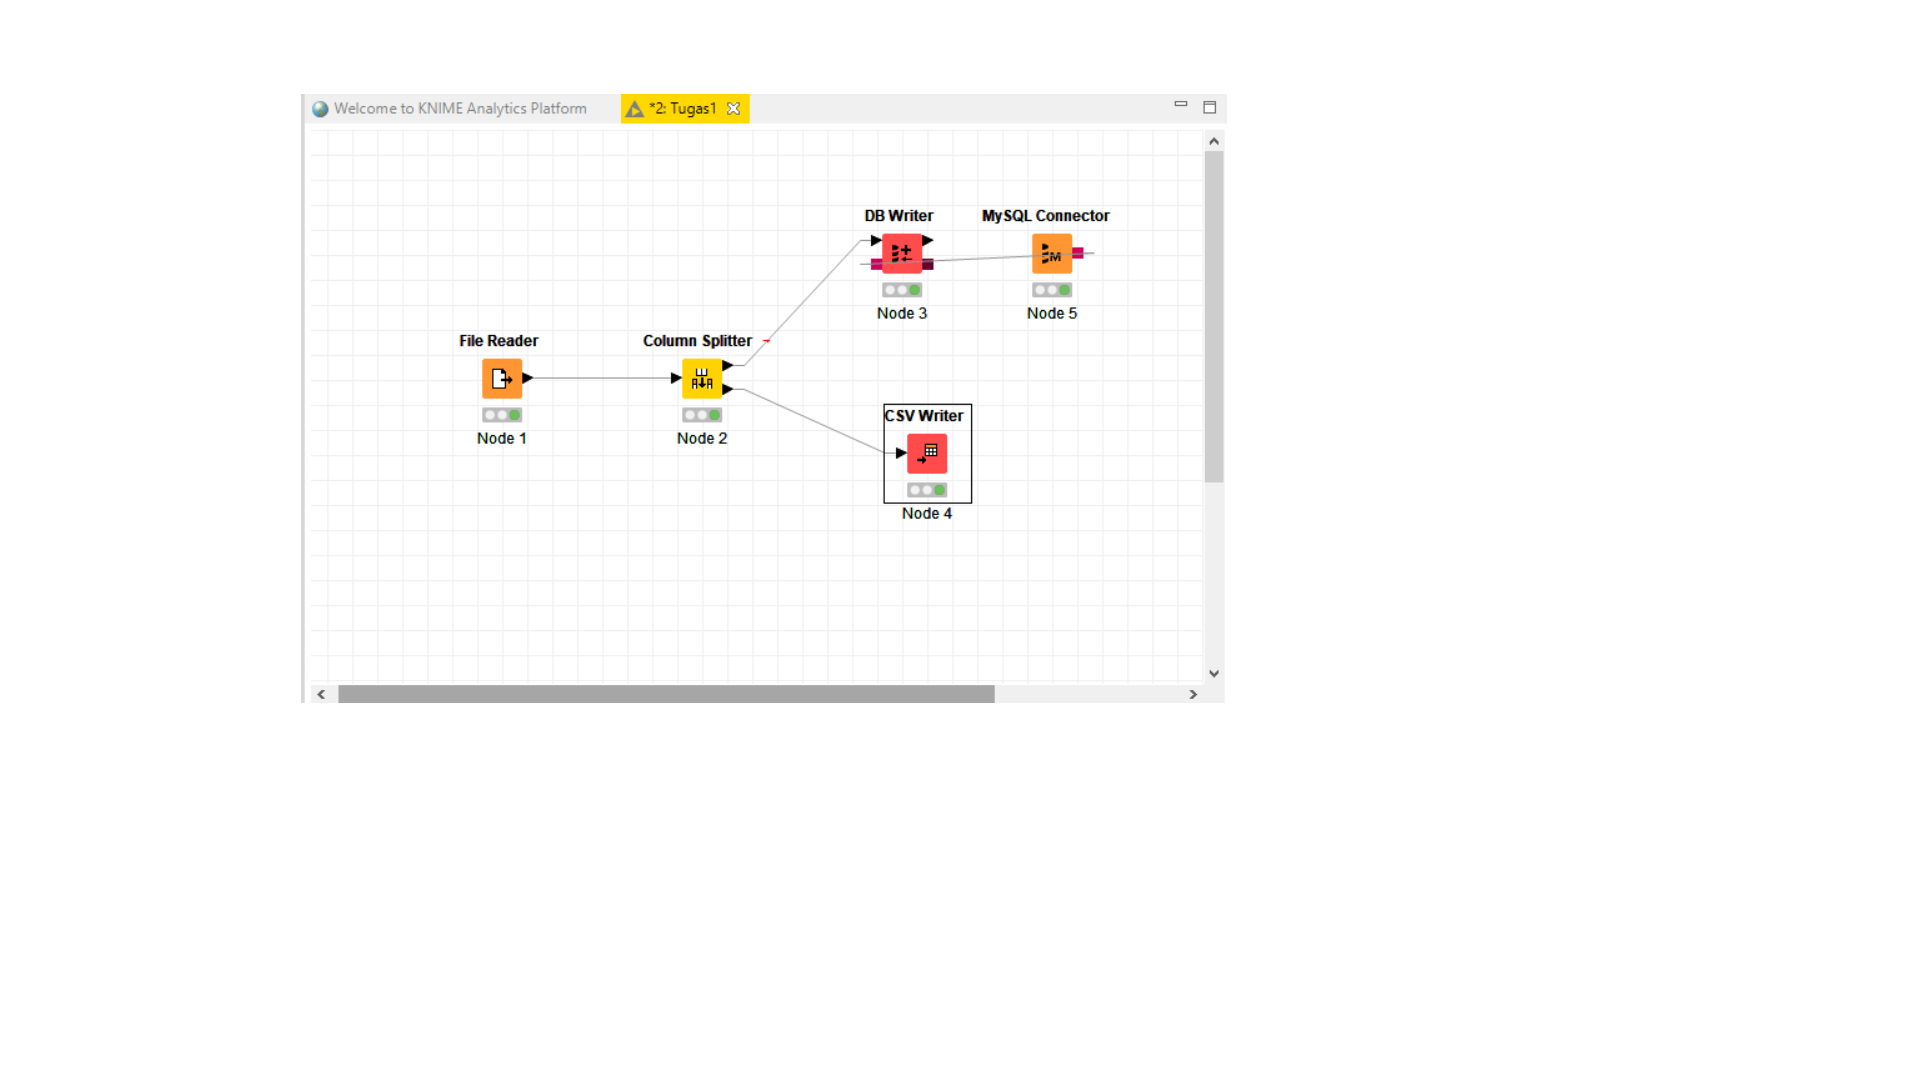 Welcome to KNIME Analytics Platform
*2: Tugas1
DB Writer
MySQL Connector
Node 3
Node 5
File Reader
Column Splitter
Node 1
Node 2
CSV Writer
Node 4